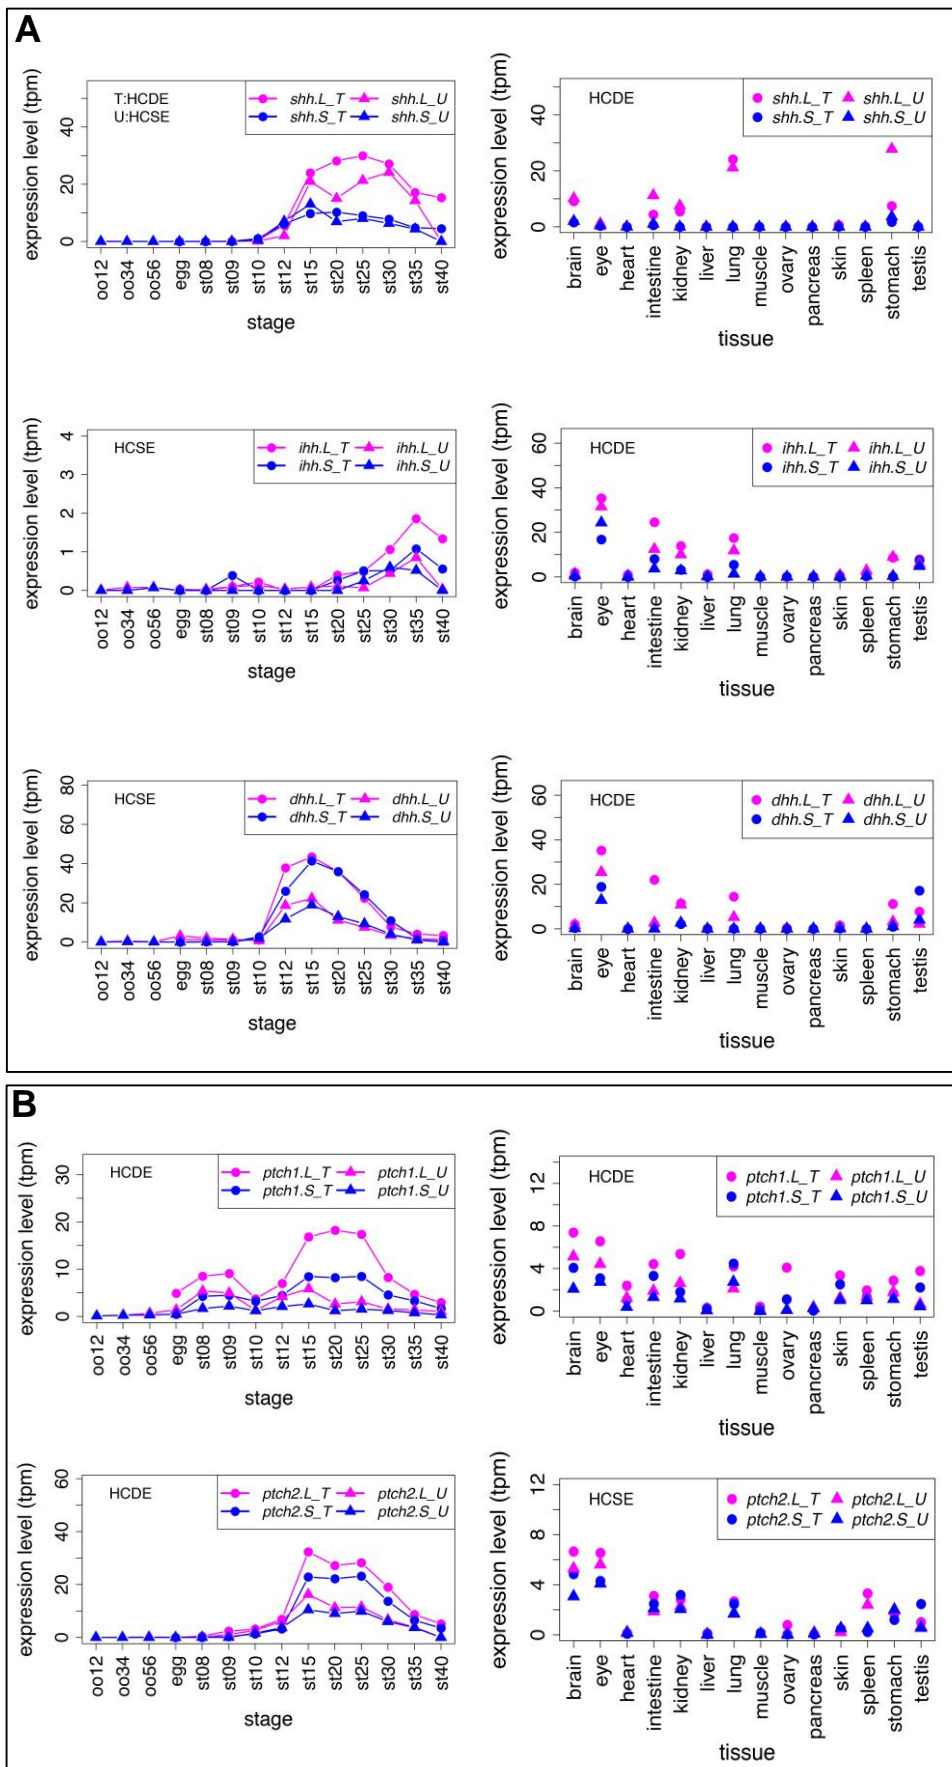 A
expression level (tpm)
40
20
0
T:HCDE
U:HCSE
shh.L_T shh.L_U
shh.S_T shh.S_U
oo12 oo34 oo56 egg st08 st09 st10 st12 st15 st20 st25 st30 st35 st40
stage
expression level (tpm)
40
20
0
HCDE
shh.L_T shh.L_U
shh.S_T shh.S_U
brain eye heart intestine kidney liver lung muscle ovary pancreas skin spleen stomach testis
tissue
expression level (tpm)
4
3
2
1
0
HCSE
ihh.L_T ihh.L_U
ihh.S_T ihh.S_U
oo12 oo34 oo56 egg st08 st09 st10 st12 st15 st20 st25 st30 st35 st40
stage
expression level (tpm)
60
40
20
0
HCDE
ihh.L_T ihh.L_U
ihh.S_T ihh.S_U
brain eye heart intestine kidney liver lung muscle ovary pancreas skin spleen stomach testis
tissue
expression level (tpm)
80
60
40
20
0
HCSE
dhh.L_T dhh.L_U
dhh.S_T dhh.S_U
oo12 oo34 oo56 egg st08 st09 st10 st12 st15 st20 st25 st30 st35 st40
stage
expression level (tpm)
60
40
20
0
HCDE
dhh.L_T dhh.L_U
dhh.S_T dhh.S_U
brain eye heart intestine kidney liver lung muscle ovary pancreas skin spleen stomach testis
tissue
B
expression level (tpm)
30
20
10
0
HCDE
ptch1.L_T ptch1.L_U
ptch1.S_T ptch1.S_U
oo12 oo34 oo56 egg st08 st09 st10 st12 st15 st20 st25 st30 st35 st40
stage
expression level (tpm)
12
8
4
0
HCDE
ptch1.L_T ptch1.L_U
ptch1.S_T ptch1.S_U
brain eye heart intestine kidney liver lung muscle ovary pancreas skin spleen stomach testis
tissue
expression level (tpm)
60
40
20
0
HCDE
ptch2.L_T ptch2.L_U
ptch2.S_T ptch2.S_U
oo12 oo34 oo56 egg st08 st09 st10 st12 st15 st20 st25 st30 st35 st40
stage
expression level (tpm)
12
8
4
0
HCSE
ptch2.L_T ptch2.L_U
ptch2.S_T ptch2.S_U
brain eye heart intestine kidney liver lung muscle ovary pancreas skin spleen stomach testis
tissue